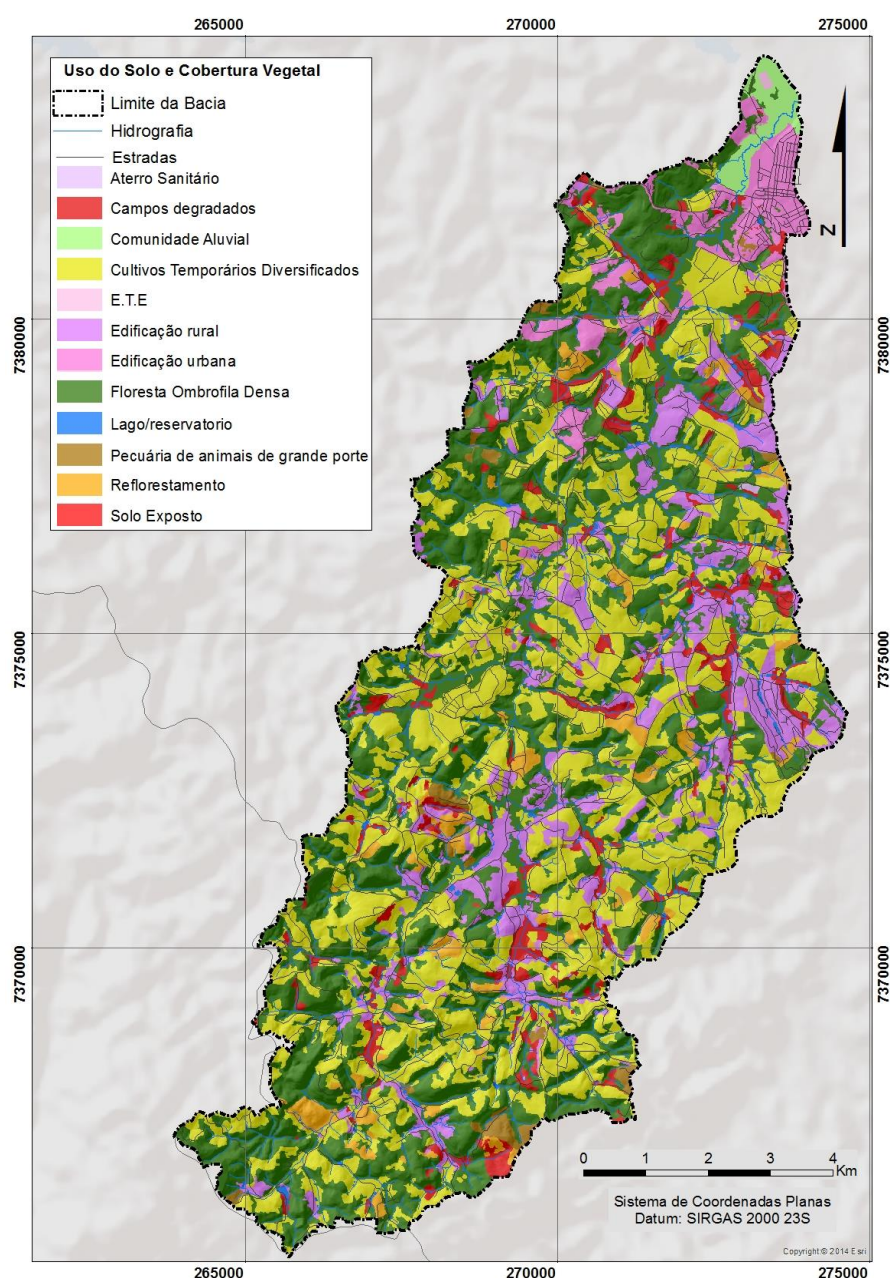 265000 270000 275000
Uso do Solo e Cobertura Vegetal
Limite da Bacia
Hidrografia
Estradas
Aterro Sanitário
Campos degradados
Comunidade Aluvial
Cultivos Temporários Diversificados
E.T.E
Edificação rural
Edificação urbana
Floresta Ombrofila Densa
Lago/reservatorio
Pecuária de animais de grande porte
Reflorestamento
Solo Exposto
N
7380000 7380000
7375000 7375000
7370000 7370000
0 1 2 3 4
Km
Sistema de Coordenadas Planas
Datum: SIRGAS 2000 23S
Copyright © 2014 Esri
265000 270000 275000